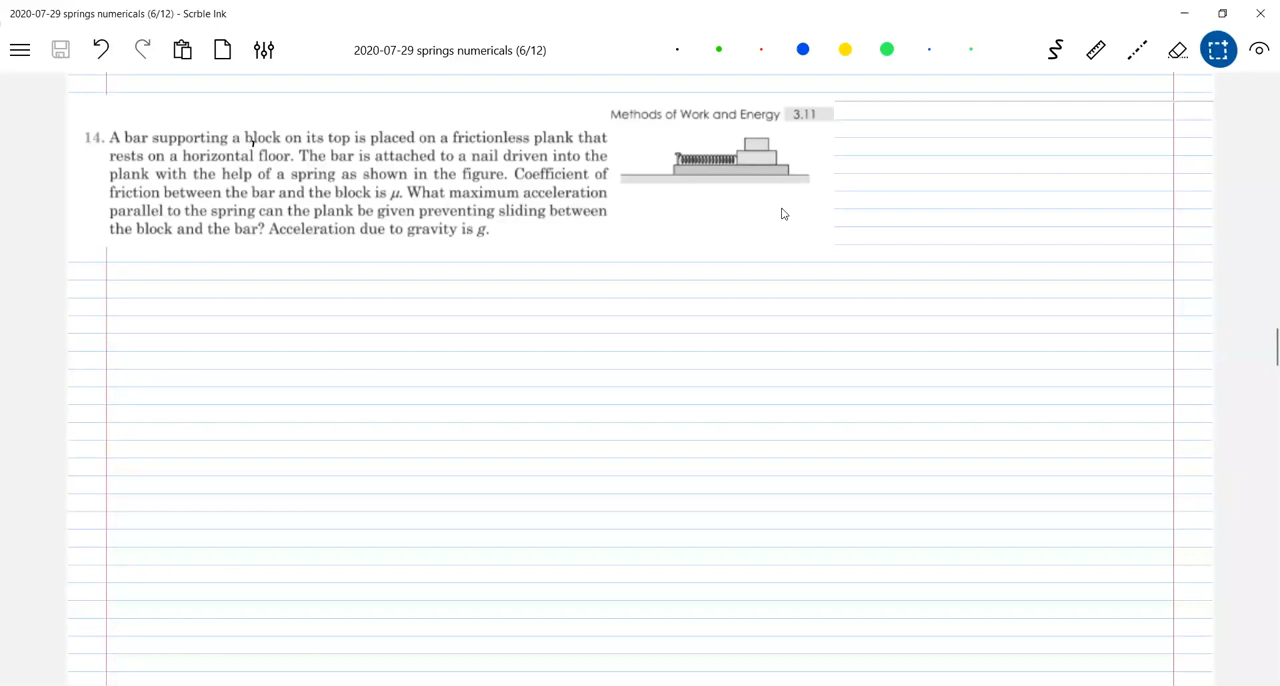 2020-07-29 springs numericals (6/12) - Scrble Ink
2020-07-29 springs numericals (6/12)
Methods of Work and Energy 3.11
14. A bar supporting a block on its top is placed on a frictionless plank that
rests on a horizontal floor. The bar is attached to a nail driven into the
plank with the help of a spring as shown in the figure. Coefficient of
friction between the bar and the block is μ. What maximum acceleration
parallel to the spring can the plank be given preventing sliding between
the block and the bar? Acceleration due to gravity is g.